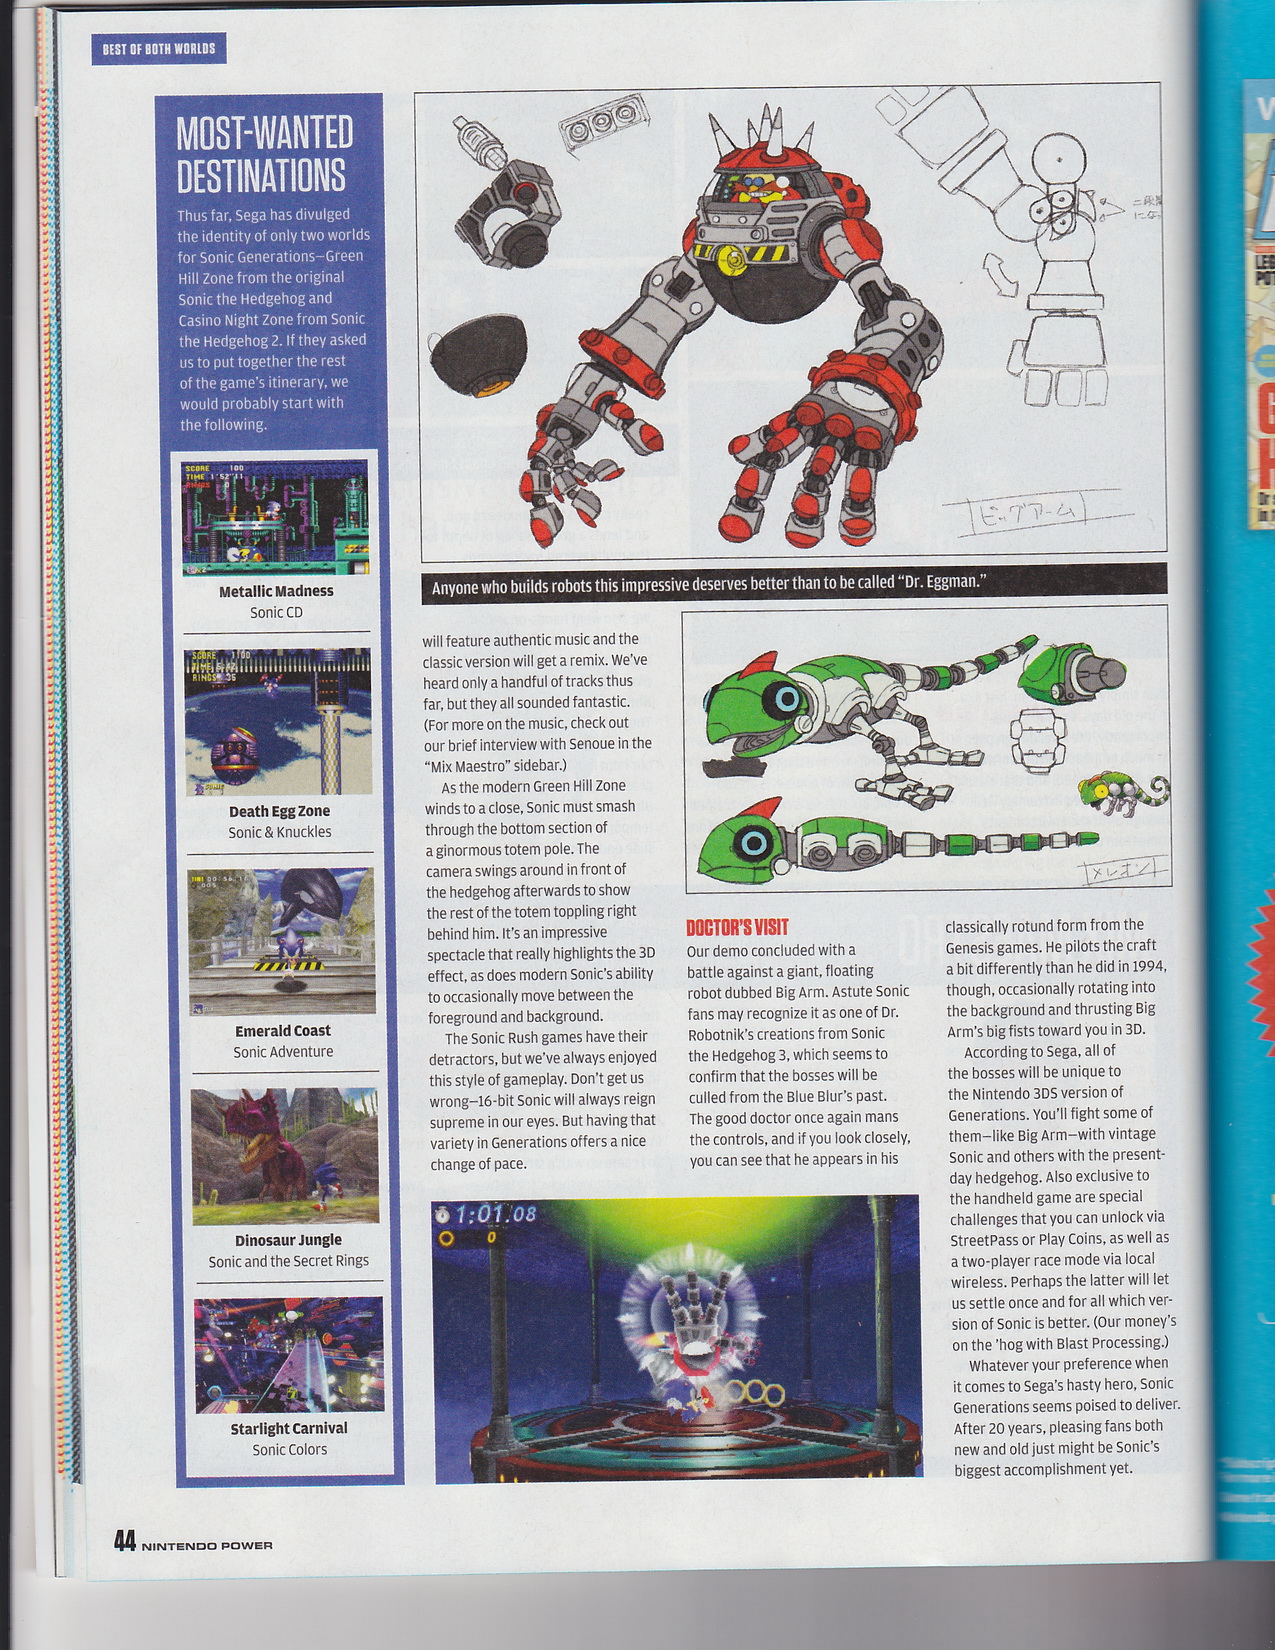 BEST OF BOTH WORLDS
MOST-WANTED
DESTINATIONS
Thus far, Sega has divulged
the identity of only two worlds
for Sonic Generations—Green
Hill Zone from the original
Sonic the Hedgehog and
Casino Night Zone from Sonic
the Hedgehog 2. If they asked
us to put together the rest
of the game's itinerary, we
would probably start with
the following.
SCORE 100
TIME 1'52"11
RINGS 0
Metallic Madness
Sonic CD
SCORE 1100
RINGS 35
Death Egg Zone
Sonic & Knuckles
Emerald Coast
Sonic Adventure
Dinosaur Jungle
Sonic and the Secret Rings
Starlight Carnival
Sonic Colors
ビッグアーム
Anyone who builds robots this impressive deserves better than to be called “Dr. Eggman.”
メレオン
will feature authentic music and the
classic version will get a remix. We've
heard only a handful of tracks thus
far, but they all sounded fantastic.
(For more on the music, check out
our brief interview with Senoue in the
“Mix Maestro” sidebar.)
As the modern Green Hill Zone
winds to a close, Sonic must smash
through the bottom section of
a ginormous totem pole. The
camera swings around in front of
the hedgehog afterwards to show
the rest of the totem toppling right
behind him. It's an impressive
spectacle that really highlights the 3D
effect, as does modern Sonic's ability
to occasionally move between the
foreground and background.
The Sonic Rush games have their
detractors, but we've always enjoyed
this style of gameplay. Don't get us
wrong—16-bit Sonic will always reign
supreme in our eyes. But having that
variety in Generations offers a nice
change of pace.
DOCTOR'S VISIT
Our demo concluded with a
battle against a giant, floating
robot dubbed Big Arm. Astute Sonic
fans may recognize it as one of Dr.
Robotnik's creations from Sonic
the Hedgehog 3, which seems to
confirm that the bosses will be
culled from the Blue Blur's past.
The good doctor once again mans
the controls, and if you look closely,
you can see that he appears in his
classically rotund form from the
Genesis games. He pilots the craft
a bit differently than he did in 1994,
though, occasionally rotating into
the background and thrusting Big
Arm's big fists toward you in 3D.
According to Sega, all of
the bosses will be unique to
the Nintendo 3DS version of
Generations. You'll fight some of
them—like Big Arm—with vintage
Sonic and others with the present-
day hedgehog. Also exclusive to
the handheld game are special
challenges that you can unlock via
StreetPass or Play Coins, as well as
a two-player race mode via local
wireless. Perhaps the latter will let
us settle once and for all which ver-
sion of Sonic is better. (Our money's
on the 'hog with Blast Processing.)
Whatever your preference when
it comes to Sega's hasty hero, Sonic
Generations seems poised to deliver.
After 20 years, pleasing fans both
new and old just might be Sonic's
biggest accomplishment yet.
1:01.08
0
44 NINTENDO POWER